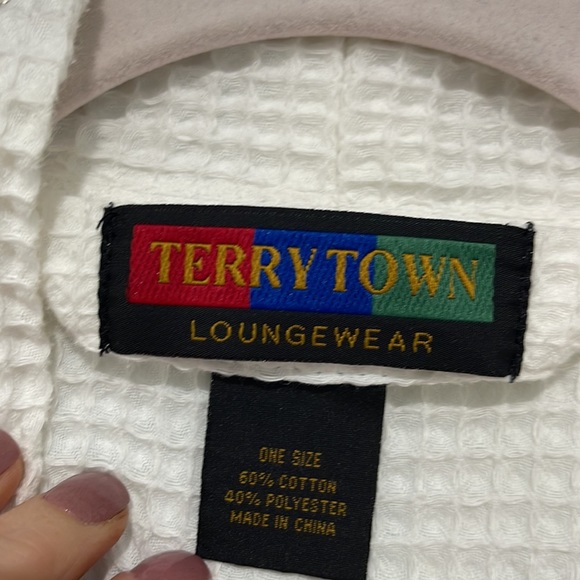 TERRY TOWN
LOUNGEWEAR
ONE SIZE
60% COTTON
40% POLYESTER
MADE IN CHINA